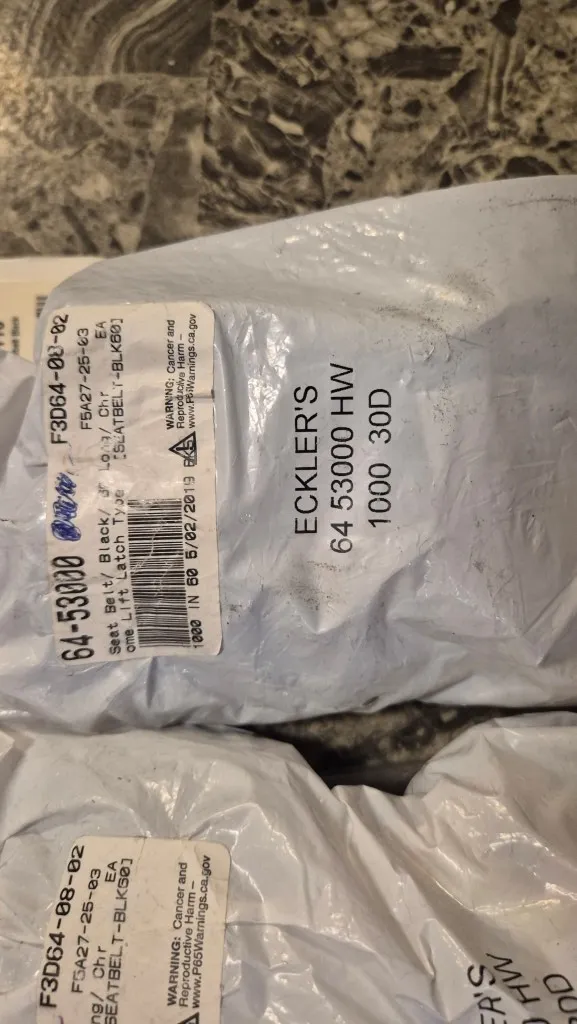 64-53000 F3D64-08-02
F5A27-25-03
Seat Belt/ Black/ Long/ Chr EA
ome Lift Latch Type [SEATBELT-BLK60]
1000 IN 60 5/02/2019
WARNING: Cancer and
Reproductive Harm –
www.P65Warnings.ca.gov
ECKLER'S
64 53000 HW
1000 30D
F3D64-08-02
F5A27-25-03
ng/ Chr EA
SEATBELT-BLK60]
WARNING: Cancer and
Reproductive Harm –
www.P65Warnings.ca.gov
ER'S
HW